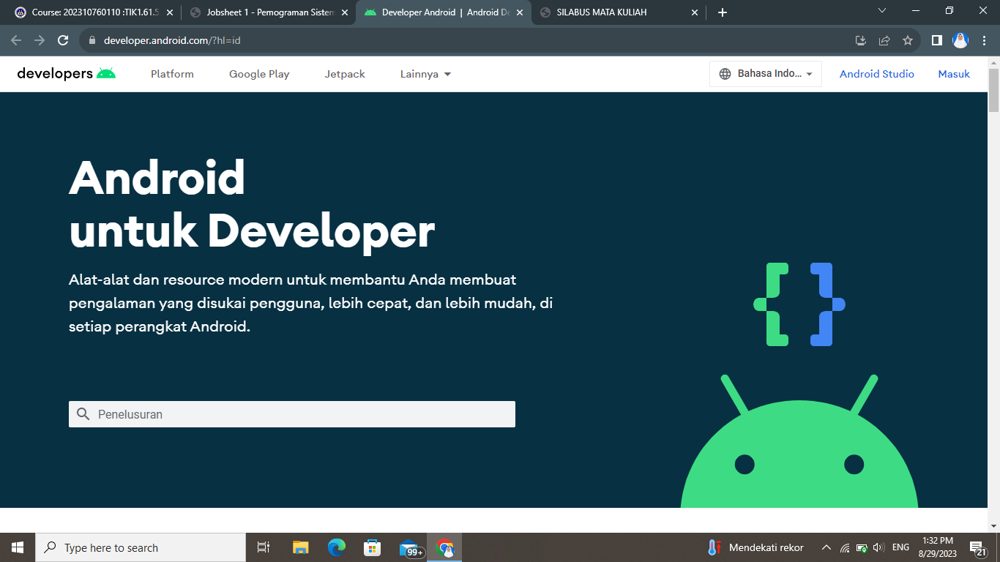 Course: 202310760110 :TIK1.61.5
Jobsheet 1 - Pemograman Sistem
Developer Android | Android De
SILABUS MATA KULIAH
developer.android.com/?hl=id
developers
Platform
Google Play
Jetpack
Lainnya
Bahasa Indo...
Android Studio
Masuk
Android
untuk Developer
Alat-alat dan resource modern untuk membantu Anda membuat
pengalaman yang disukai pengguna, lebih cepat, dan lebih mudah, di
setiap perangkat Android.
Penelusuran
Type here to search
99+
Mendekati rekor
ENG
1:32 PM
8/29/2023
21